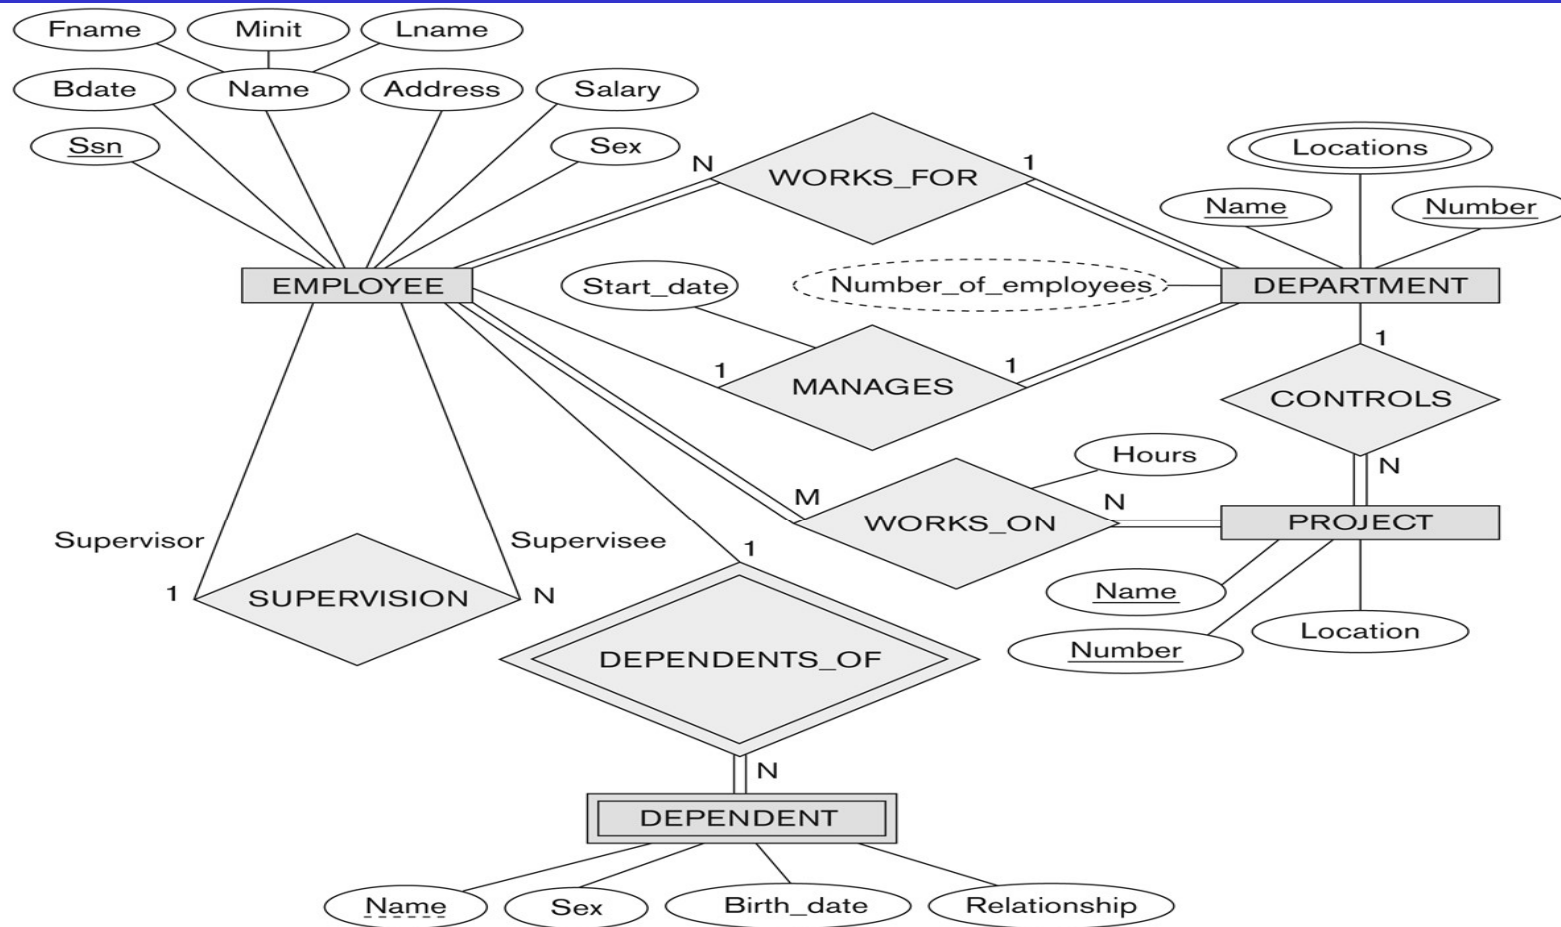 Fname
Minit
Lname
Bdate
Name
Address
Salary
Ssn
Sex
N
WORKS_FOR
1
Locations
Name
Number
EMPLOYEE
Start_date
Number_of_employees
DEPARTMENT
1
MANAGES
1
1
CONTROLS
N
Hours
M
WORKS_ON
N
PROJECT
Supervisor
Supervisee
1
SUPERVISION
N
1
Name
Number
Location
DEPENDENTS_OF
N
DEPENDENT
Name
Sex
Birth_date
Relationship